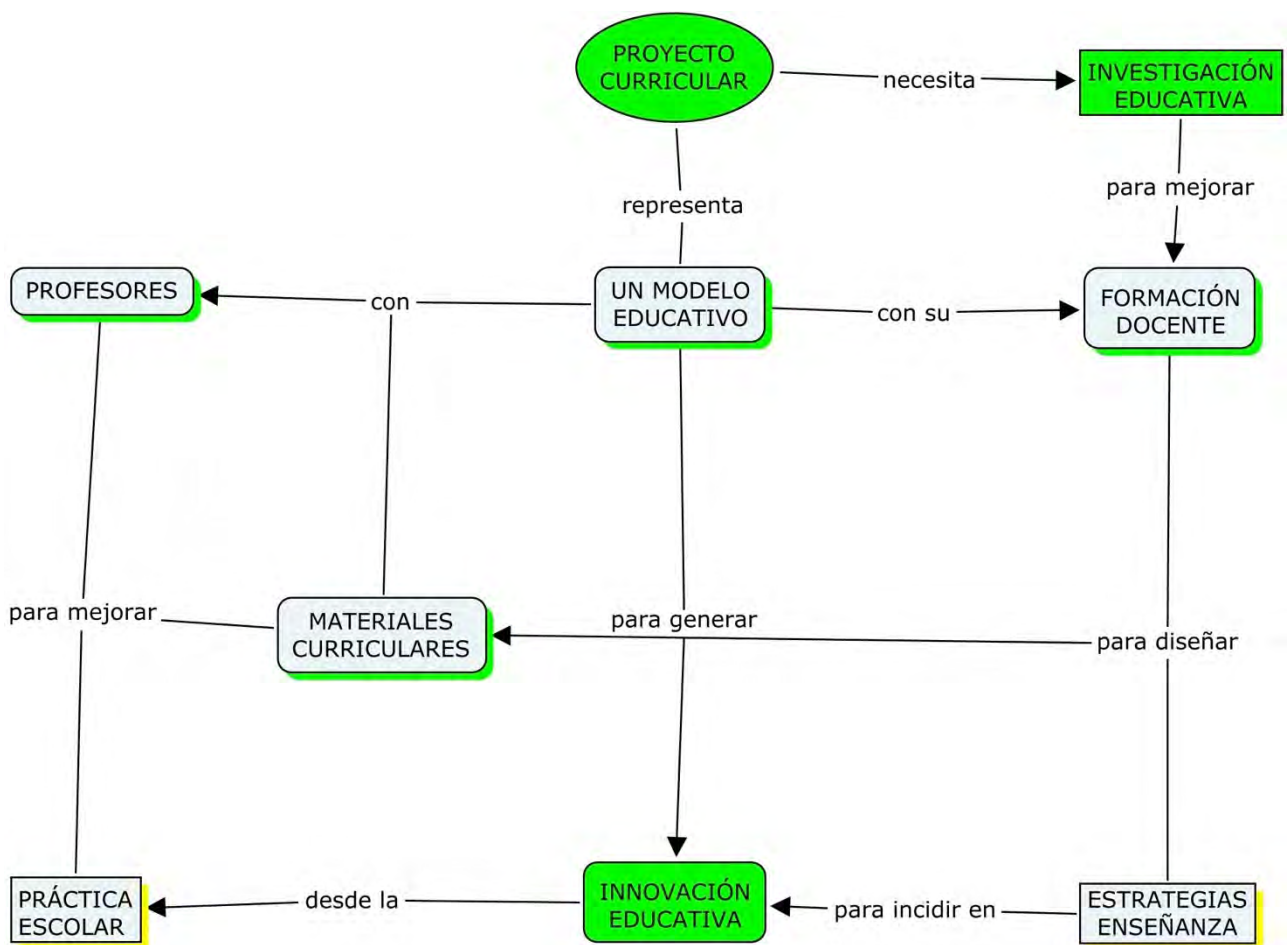 PROYECTO
CURRICULAR
necesita
INVESTIGACIÓN
EDUCATIVA
para mejorar
representa
PROFESORES
con
UN MODELO
EDUCATIVO
con su
FORMACIÓN
DOCENTE
para mejorar
MATERIALES
CURRICULARES
para generar
para diseñar
PRÁCTICA
ESCOLAR
desde la
INNOVACIÓN
EDUCATIVA
para incidir en
ESTRATEGIAS
ENSEÑANZA